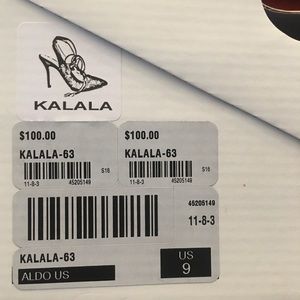 KALALA
$100.00
KALALA-63
S16
11-8-3 45205149
$100.00
KALALA-63
S16
11-8-3 45205149
45205149
11-8-3
KALALA-63
ALDO US
US
9